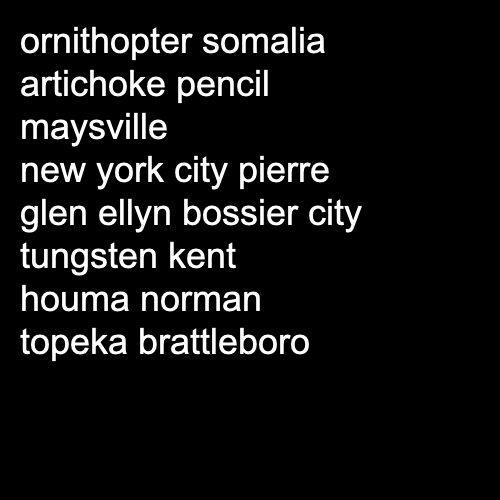 ornithopter somalia
artichoke pencil
maysville
new york city pierre
glen ellyn bossier city
tungsten kent
houma norman
topeka brattleboro